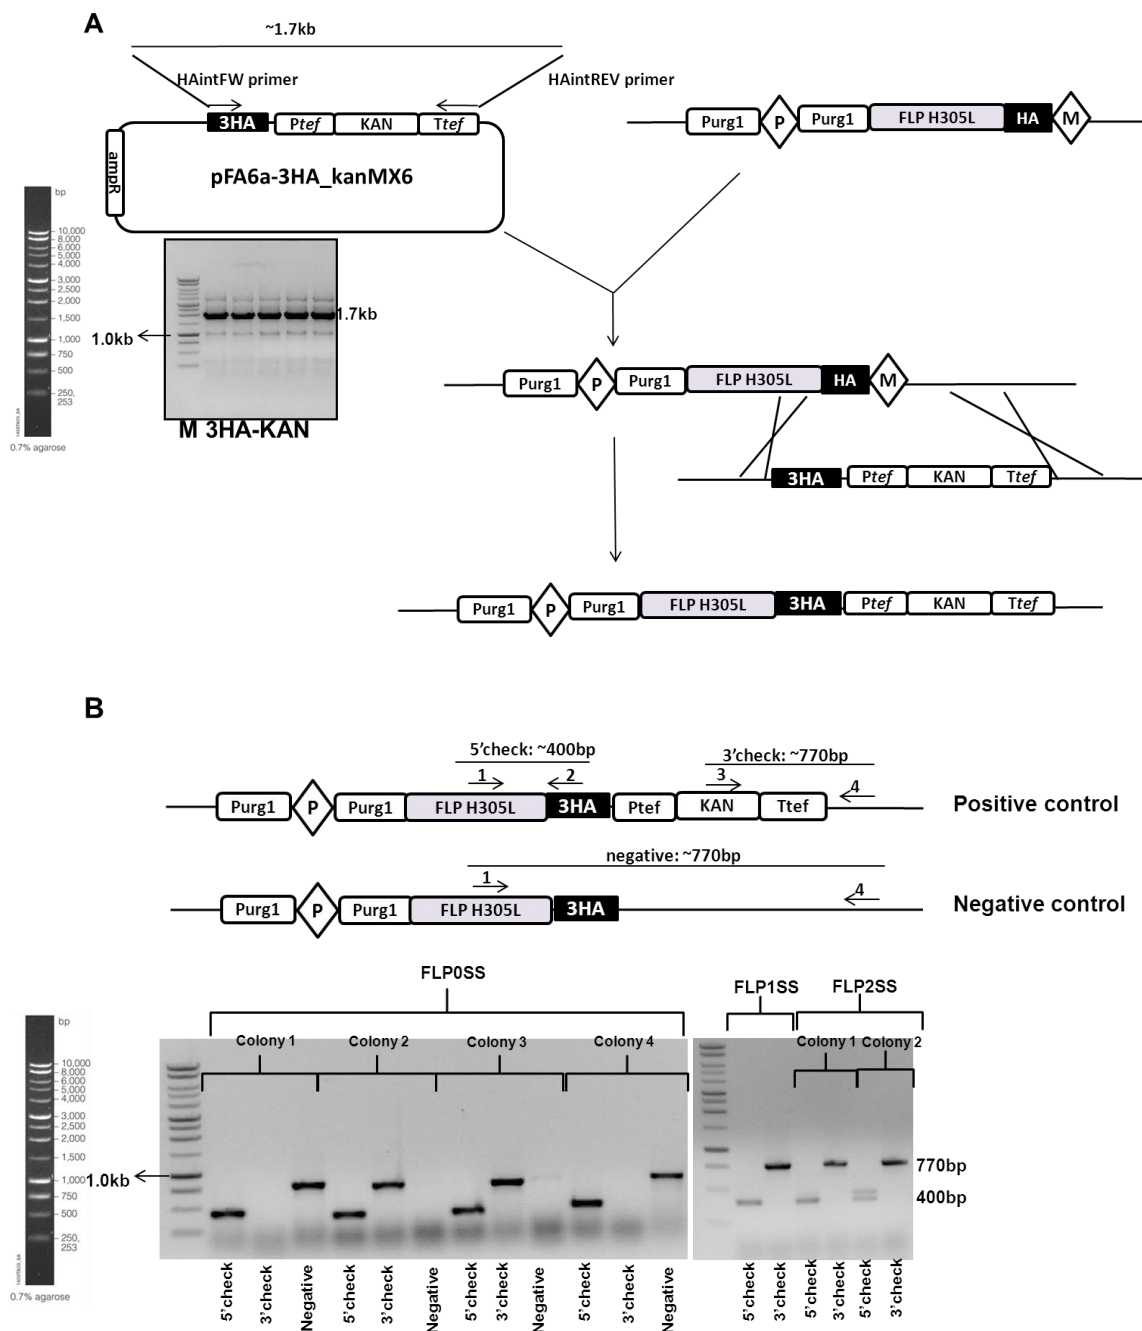 A
~1.7kb
HAintFW primer
HAintREV primer
3HA
Ptef
KAN
Ttef
ampR
pFA6a-3HA_kanMX6
Purg1
P
Purg1
FLP H305L
HA
M
bp
10,000
8,000
6,000
5,000
4,000
3,000
2,500
2,000
1,500
1,000
750
500
250,
253
0.7% agarose
1.0kb
1.7kb
M 3HA-KAN
Purg1
P
Purg1
FLP H305L
HA
M
3HA
Ptef
KAN
Ttef
Purg1
P
Purg1
FLP H305L
3HA
Ptef
KAN
Ttef
B
5'check: ~400bp
3'check: ~770bp
1
2
3
4
Purg1
P
Purg1
FLP H305L
3HA
Ptef
KAN
Ttef
Positive control
negative: ~770bp
1
4
Purg1
P
Purg1
FLP H305L
3HA
Negative control
FLP0SS
FLP1SS
FLP2SS
Colony 1
Colony 2
Colony 3
Colony 4
Colony 1
Colony 2
bp
10,000
8,000
6,000
5,000
4,000
3,000
2,500
2,000
1,500
1,000
750
500
250,
253
0.7% agarose
1.0kb
770bp
400bp
5'check
3'check
Negative
5'check
3'check
Negative
5'check
3'check
Negative
5'check
3'check
Negative
5'check
3'check
5'check
3'check
5'check
3'check